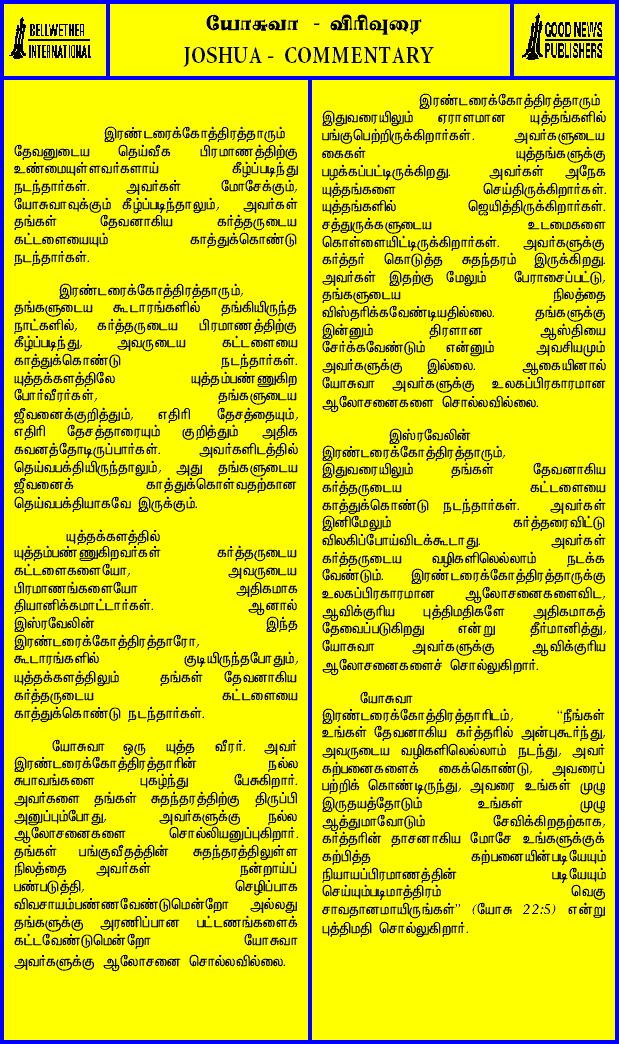 BELLWETHER
INTERNATIONAL
யோசுவா - விரிவுரை
JOSHUA - COMMENTARY
GOOD NEWS
PUBLISHERS
இரண்டரைக்கோத்திரத்தாரும்
தேவனுடைய தெய்வீக பிரமாணத்திற்கு
உண்மையுள்ளவர்களாய் கீழ்ப்படிந்து
நடந்தார்கள். அவர்கள் மோசேக்கும்,
யோசுவாவுக்கும் கீழ்ப்படிந்தாலும், அவர்கள்
தங்கள் தேவனாகிய கர்த்தருடைய
கட்டளையையும் காத்துக்கொண்டு
நடந்தார்கள்.
இரண்டரைக்கோத்திரத்தாரும்,
தங்களுடைய கூடாரங்களில் தங்கியிருந்த
நாட்களில், கர்த்தருடைய பிரமாணத்திற்கு
கீழ்ப்படிந்து, அவருடைய கட்டளையை
காத்துக்கொண்டு நடந்தார்கள்.
யுத்தக்களத்திலே யுத்தம்பண்ணுகிற
போர்வீரர்கள், தங்களுடைய
ஜீவனைக்குறித்தும், எதிரி தேசத்தையும்,
எதிரி தேசத்தாரையும் குறித்தும் அதிக
கவனத்தோடிருப்பார்கள். அவர்களிடத்தில்
தெய்வபக்தியிருந்தாலும், அது தங்களுடைய
ஜீவனைக் காத்துக்கொள்வதற்கான
தெய்வபக்தியாகவே இருக்கும்.
யுத்தக்களத்தில்
யுத்தம்பண்ணுகிறவர்கள் கர்த்தருடைய
கட்டளைகளையோ, அவருடைய
பிரமாணங்களையோ அதிகமாக
தியானிக்கமாட்டார்கள். ஆனால்
இஸ்ரவேலின் இந்த
இரண்டரைக்கோத்திரத்தாரோ,
கூடாரங்களில் குடியிருந்தபோதும்,
யுத்தக்களத்திலும் தங்கள் தேவனாகிய
கர்த்தருடைய கட்டளையை
காத்துக்கொண்டு நடந்தார்கள்.
யோசுவா ஒரு யுத்த வீரர். அவர்
இரண்டரைக்கோத்திரத்தாரின் நல்ல
சுபாவங்களை புகழ்ந்து பேசுகிறார்.
அவர்களை தங்கள் சுதந்தரத்திற்கு திருப்பி
அனுப்பும்போது, அவர்களுக்கு நல்ல
ஆலோசனைகளை சொல்லியனுப்புகிறார்.
தங்கள் பங்குவீதத்தின் சுதந்தரத்திலுள்ள
நிலத்தை அவர்கள் நன்றாய்ப்
பண்படுத்தி, செழிப்பாக
விவசாயம்பண்ணவேண்டுமென்றோ அல்லது
தங்களுக்கு அரணிப்பான பட்டணங்களைக்
கட்டவேண்டுமென்றோ யோசுவா
அவர்களுக்கு ஆலோசனை சொல்லவில்லை.
இரண்டரைக்கோத்திரத்தாரும்
இதுவரையிலும் ஏராளமான யுத்தங்களில்
பங்குபெற்றிருக்கிறார்கள். அவர்களுடைய
கைகள் யுத்தங்களுக்கு
பழக்கப்பட்டிருக்கிறது. அவர்கள் அநேக
யுத்தங்களை செய்திருக்கிறார்கள்.
யுத்தங்களில் ஜெயித்திருக்கிறார்கள்.
சத்துருக்களுடைய உடமைகளை
கொள்ளையிட்டிருக்கிறார்கள். அவர்களுக்கு
கர்த்தர் கொடுத்த சுதந்தரம் இருக்கிறது.
அவர்கள் இதற்கு மேலும் பேராசைப்பட்டு,
தங்களுடைய நிலத்தை
விஸ்தரிக்கவேண்டியதில்லை. தங்களுக்கு
இன்னும் திரளான ஆஸ்தியை
சேர்க்கவேண்டும் என்னும் அவசியமும்
அவர்களுக்கு இல்லை. ஆகையினால்
யோசுவா அவர்களுக்கு உலகப்பிரகாரமான
ஆலோசனைகளை சொல்லவில்லை.
இஸ்ரவேலின்
இரண்டரைக்கோத்திரத்தாரும்,
இதுவரையிலும் தங்கள் தேவனாகிய
கர்த்தருடைய கட்டளையை
காத்துக்கொண்டு நடந்தார்கள். அவர்கள்
இனிமேலும் கர்த்தரைவிட்டு
விலகிப்போய்விடக்கூடாது. அவர்கள்
கர்த்தருடைய வழிகளிலெல்லாம் நடக்க
வேண்டும். இரண்டரைக்கோத்திரத்தாருக்கு
உலகப்பிரகாரமான ஆலோசனைகளைவிட,
ஆவிக்குரிய புத்திமதிகளே அதிகமாகத்
தேவைப்படுகிறது என்று தீர்மானித்து,
யோசுவா அவர்களுக்கு ஆவிக்குரிய
ஆலோசனைகளைச் சொல்லுகிறார்.
யோசுவா
இரண்டரைக்கோத்திரத்தாரிடம், “நீங்கள்
உங்கள் தேவனாகிய கர்த்தரில் அன்புகூர்ந்து,
அவருடைய வழிகளிலெல்லாம் நடந்து, அவர்
கற்பனைகளைக் கைக்கொண்டு, அவரைப்
பற்றிக் கொண்டிருந்து, அவரை உங்கள் முழு
இருதயத்தோடும் உங்கள் முழு
ஆத்துமாவோடும் சேவிக்கிறதற்காக,
கர்த்தரின் தாசனாகிய மோசே உங்களுக்குக்
கற்பித்த கற்பனையின்படியேயும்
நியாயப்பிரமாணத்தின் படியேயும்
செய்யும்படிமாத்திரம் வெகு
சாவதானமாயிருங்கள்” (யோசு 22:5) என்று
புத்திமதி சொல்லுகிறார்.